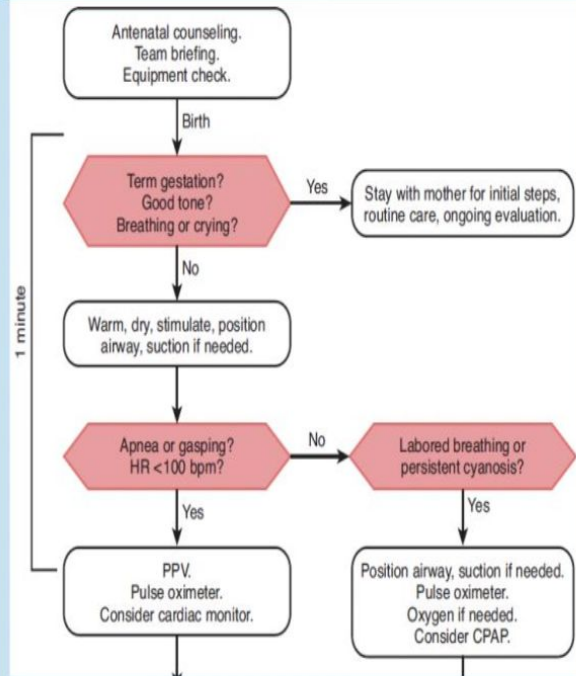 Antenatal counseling.
Team briefing.
Equipment check.
Birth
1 minute
Term gestation?
Good tone?
Breathing or crying?
Yes
Stay with mother for initial steps,
routine care, ongoing evaluation.
No
Warm, dry, stimulate, position
airway, suction if needed.
Apnea or gasping?
HR <100 bpm?
No
Labored breathing or
persistent cyanosis?
Yes
Yes
PPV.
Pulse oximeter.
Consider cardiac monitor.
Position airway, suction if needed.
Pulse oximeter.
Oxygen if needed.
Consider CPAP.